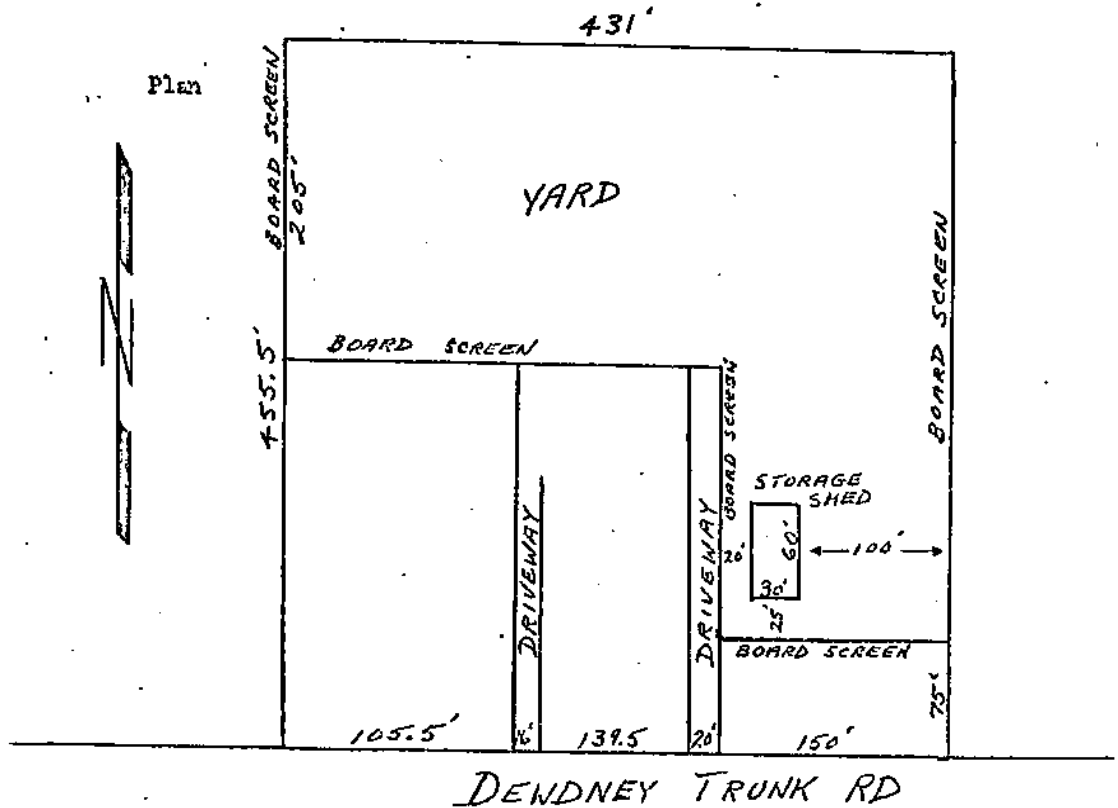 431'
Plan
BOARD SCREEN
205'
YARD
BOARD SCREEN
455.5'
BOARD SCREEN
BOARD SCREEN
STORAGE
SHED
20'
60'
100'
30'
25'
DRIVEWAY
DRIVEWAY
BOARD SCREEN
75'
105.5'
16'
139.5
20'
150'
DEWDNEY TRUNK RD
N